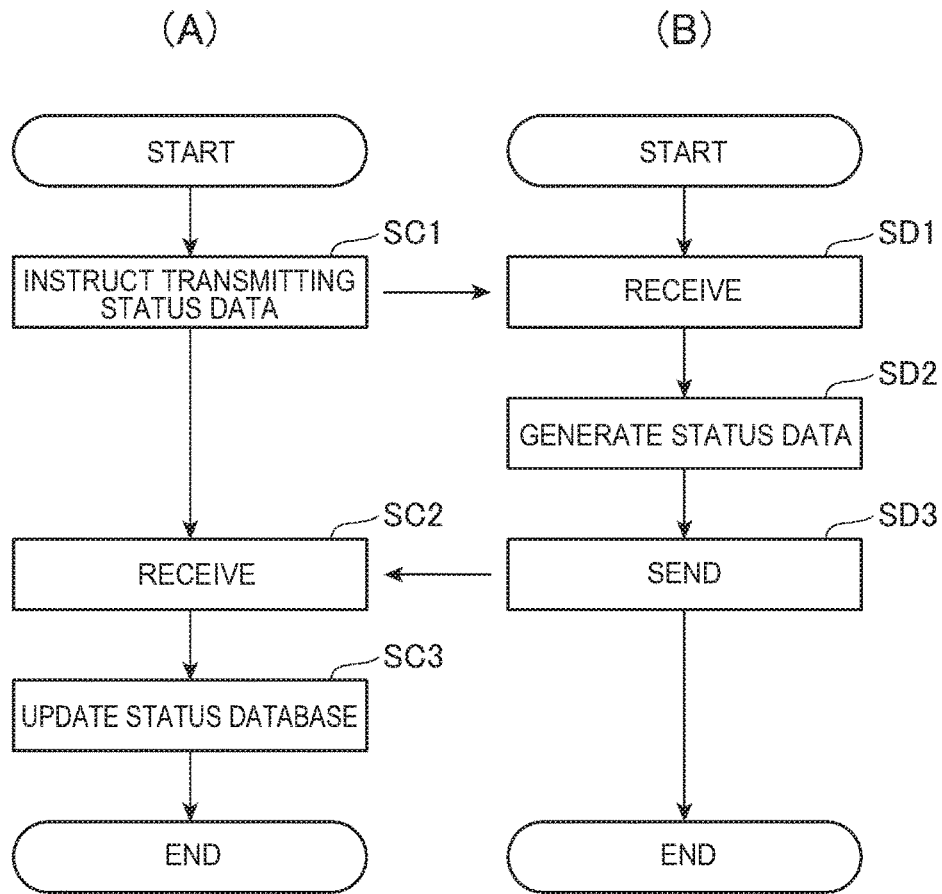 (A)
(B)
START
START
SC1
INSTRUCT TRANSMITTING
STATUS DATA
SD1
RECEIVE
SD2
GENERATE STATUS DATA
SC2
RECEIVE
SD3
SEND
SC3
UPDATE STATUS DATABASE
END
END